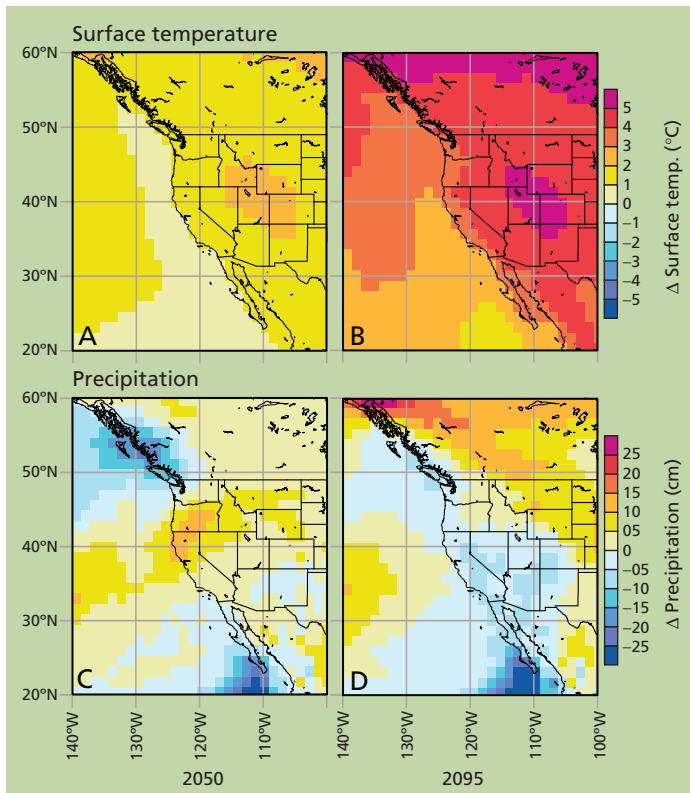 Surface temperature
60°N
50°N
40°N
30°N
20°N
A
B
5
4
3
2
1
0
-1
-2
-3
-4
-5
Δ Surface temp. (°C)
Precipitation
60°N
50°N
40°N
30°N
20°N
C
D
25
20
15
10
05
0
-05
-10
-15
-20
-25
Δ Precipitation (cm)
140°W
130°W
120°W
110°W
140°W
130°W
120°W
110°W
100°W
2050
2095